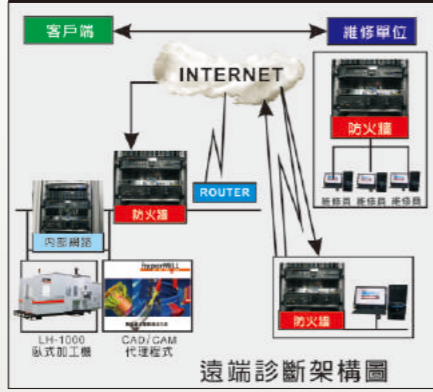 客戶端
維修單位
INTERNET
防火牆
維修員 維修員 維修員
ROUTER
防火牆
內部網路
hyperMILL
LH-1000
臥式加工機
CAD/CAM
代理程式
防火牆
遠端診斷架構圖